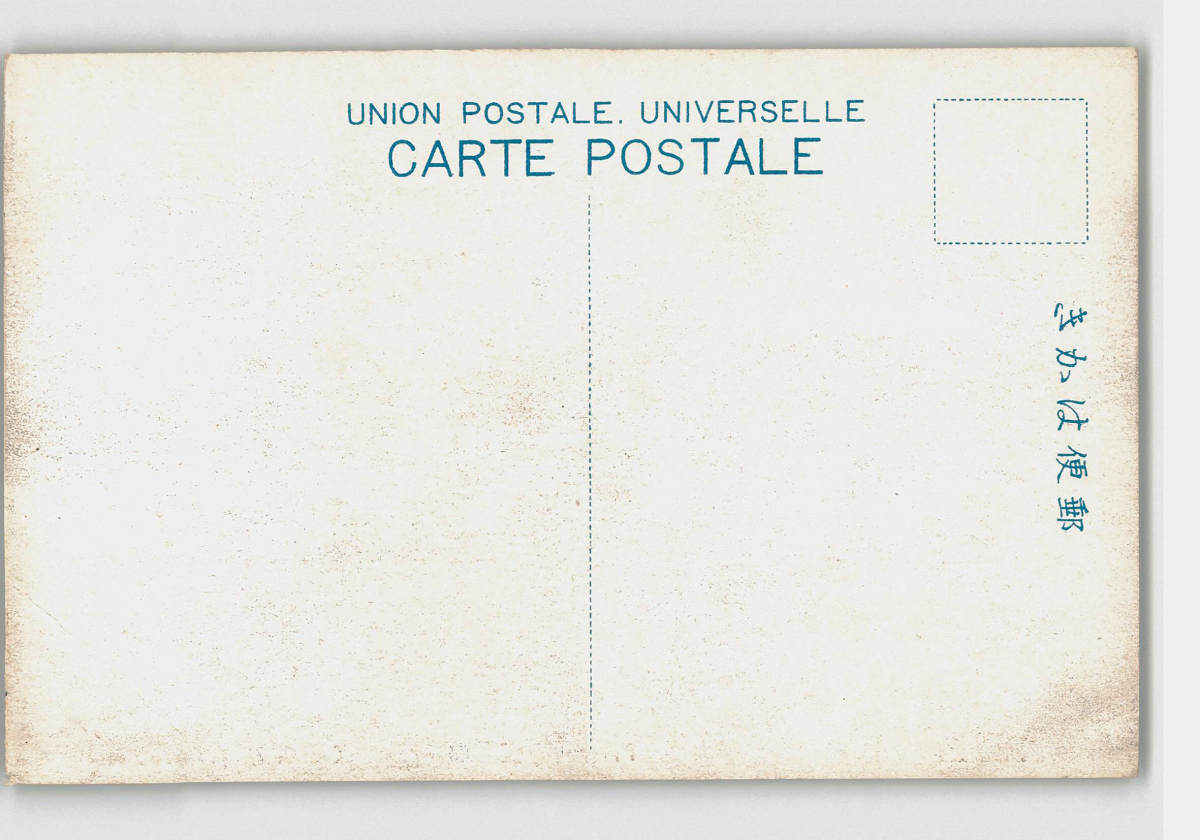 UNION POSTALE. UNIVERSELLE
CARTE POSTALE
郵便はかき